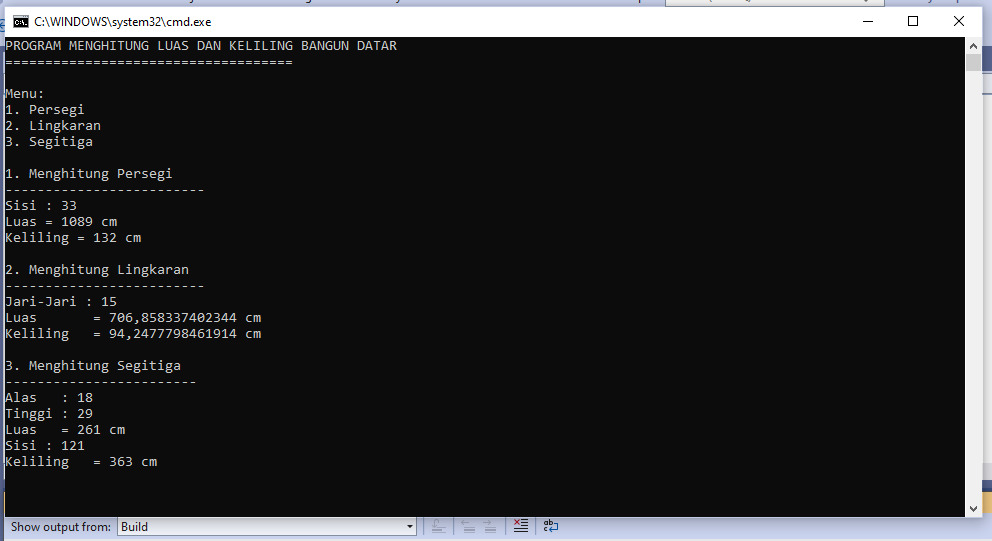 C:\WINDOWS\system32\cmd.exe
PROGRAM MENGHITUNG LUAS DAN KELILING BANGUN DATAR
====================================

Menu:
1. Persegi
2. Lingkaran
3. Segitiga

1. Menghitung Persegi
-------------------------
Sisi : 33
Luas = 1089 cm
Keliling = 132 cm

2. Menghitung Lingkaran
-------------------------
Jari-Jari : 15
Luas       = 706,858337402344 cm
Keliling   = 94,2477798461914 cm

3. Menghitung Segitiga
------------------------
Alas   : 18
Tinggi : 29
Luas   = 261 cm
Sisi : 121
Keliling   = 363 cm
Show output from: Build